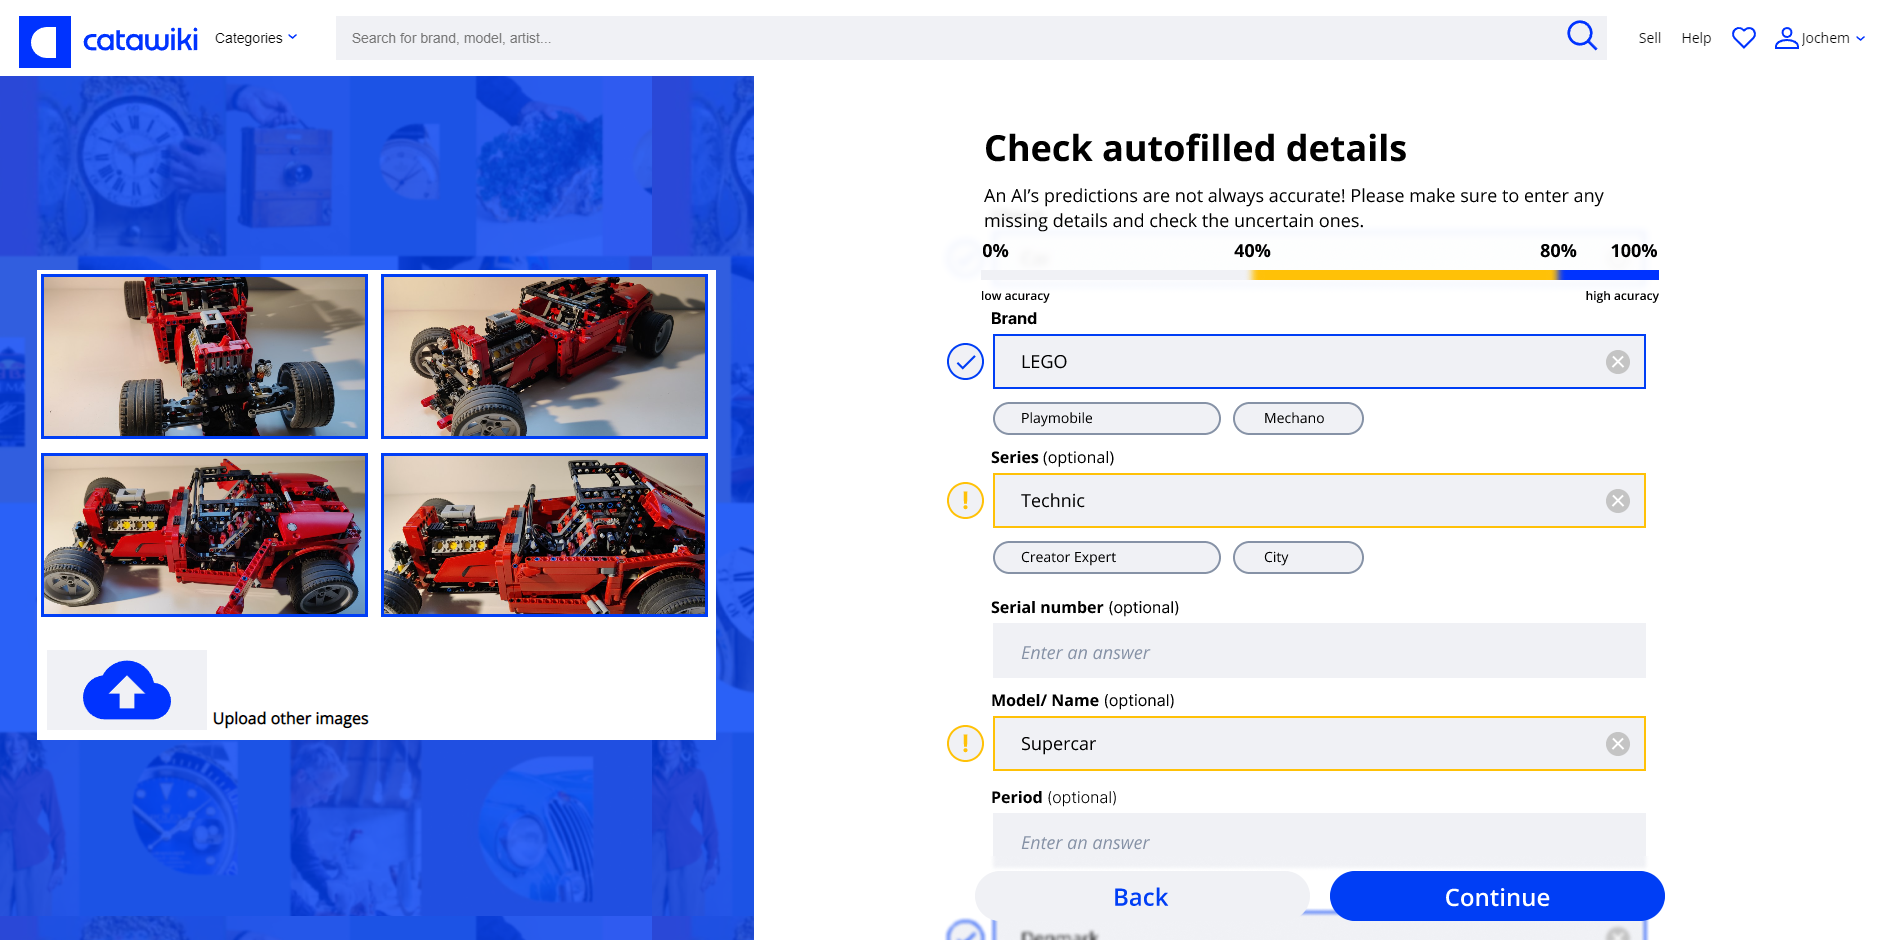 catawiki
Categories
Search for brand, model, artist...
Sell
Help
Jochem
Check autofilled details
An AI's predictions are not always accurate! Please make sure to enter any
missing details and check the uncertain ones.
0%
40%
80%
100%
low acuracy
high acuracy
Brand
LEGO
Playmobile
Mechano
Series (optional)
Technic
Creator Expert
City
Serial number (optional)
Enter an answer
Model/ Name (optional)
Supercar
Period (optional)
Enter an answer
Upload other images
Back
Continue
Denmark